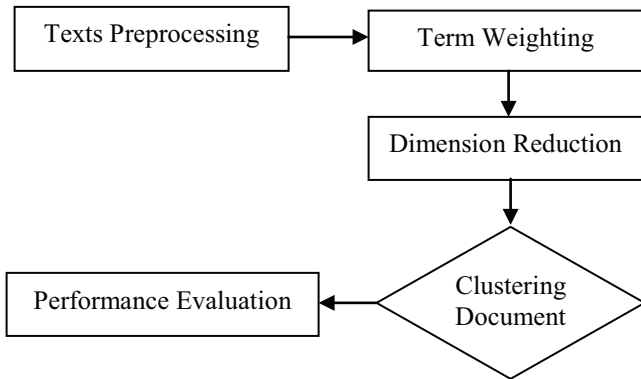 Texts Preprocessing
Term Weighting
Dimension Reduction
Clustering
Document
Performance Evaluation